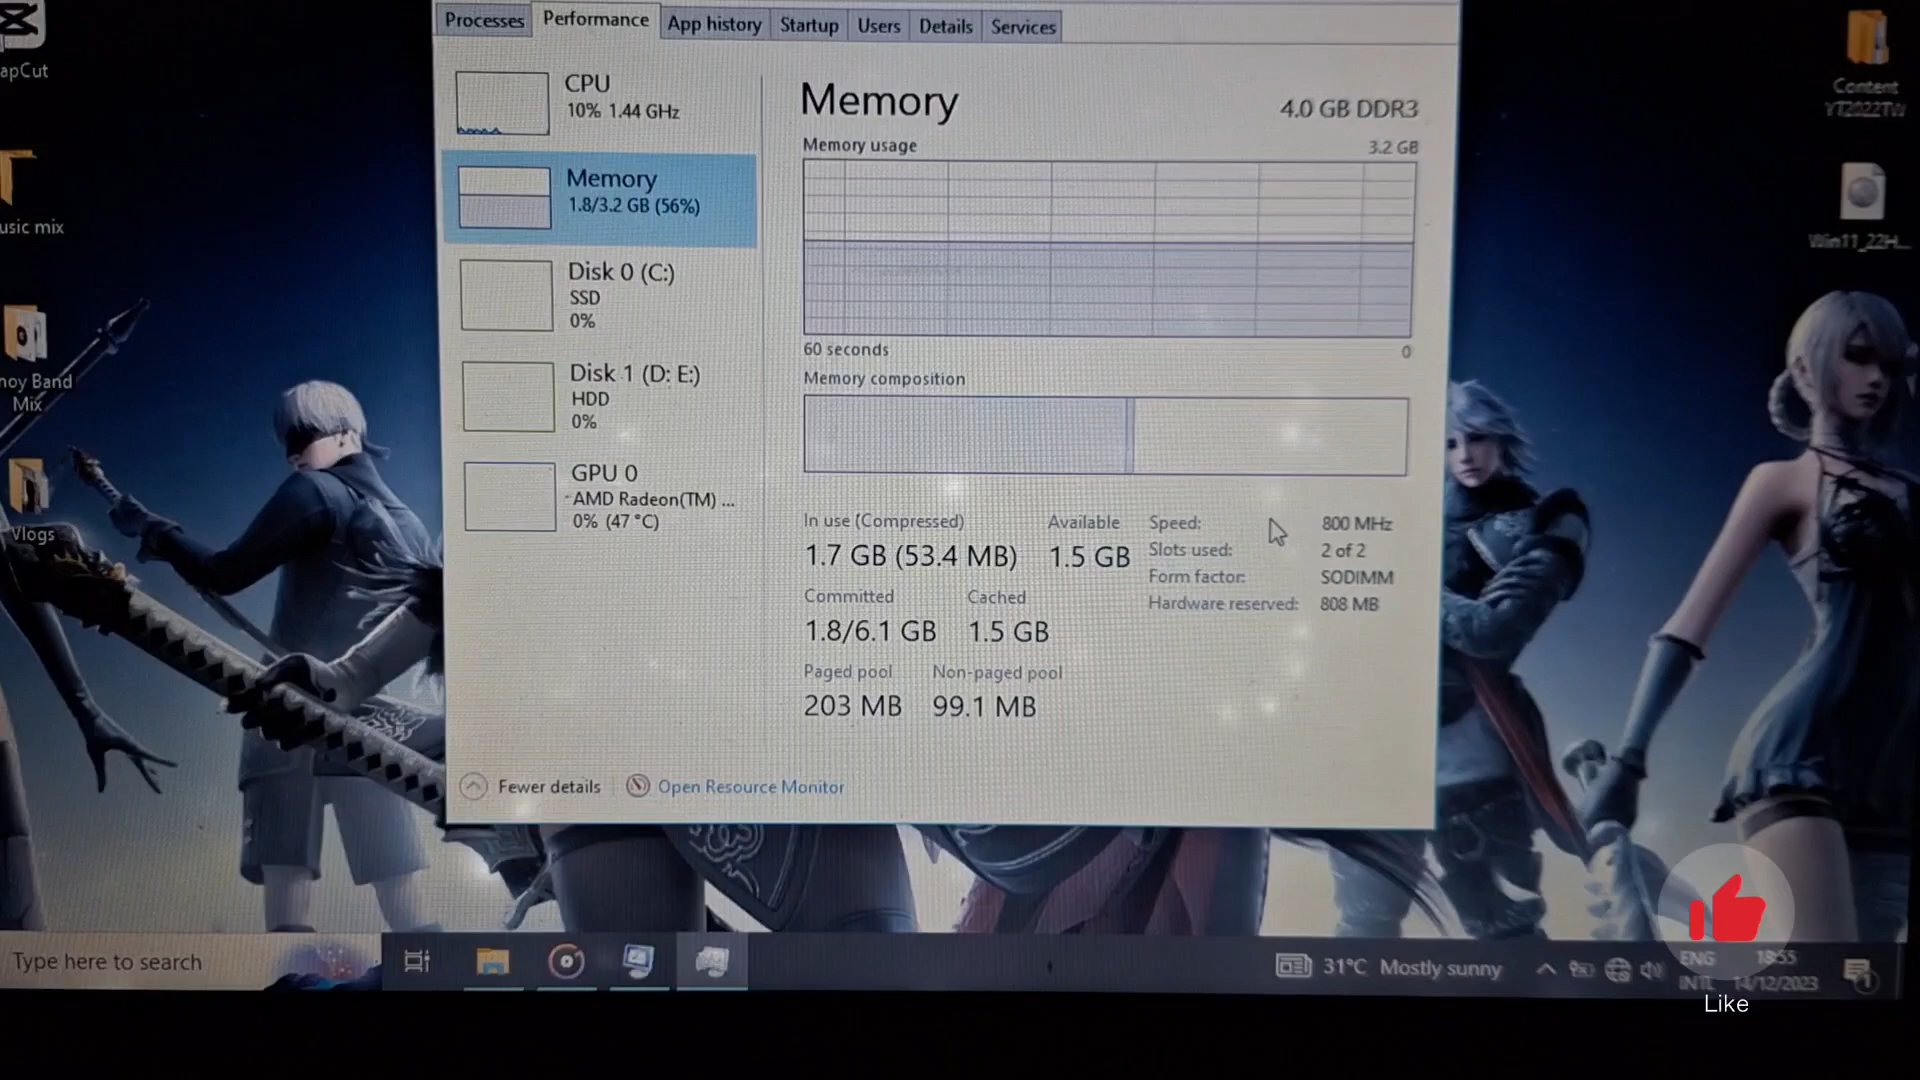 Processes
Performance
App history
Startup
Users
Details
Services
apCut
usic mix
noy Band
Mix
Vlogs
CPU
10% 1.44 GHz
Memory
1.8/3.2 GB (56%)
Disk 0 (C:)
SSD
0%
Disk 1 (D: E:)
HDD
0%
GPU 0
AMD Radeon(TM) ...
0% (47 °C)
Memory
4.0 GB DDR3
Memory usage
3.2 GB
60 seconds
0
Memory composition
In use (Compressed)
1.7 GB (53.4 MB)
Available
1.5 GB
Committed
1.8/6.1 GB
Cached
1.5 GB
Paged pool
203 MB
Non-paged pool
99.1 MB
Speed: 800 MHz
Slots used: 2 of 2
Form factor: SODIMM
Hardware reserved: 808 MB
Fewer details
Open Resource Monitor
Content
YT2022TW
Win11_22H...
Type here to search
31°C Mostly sunny
ENG
INTL
18:55
14/12/2023
1
Like